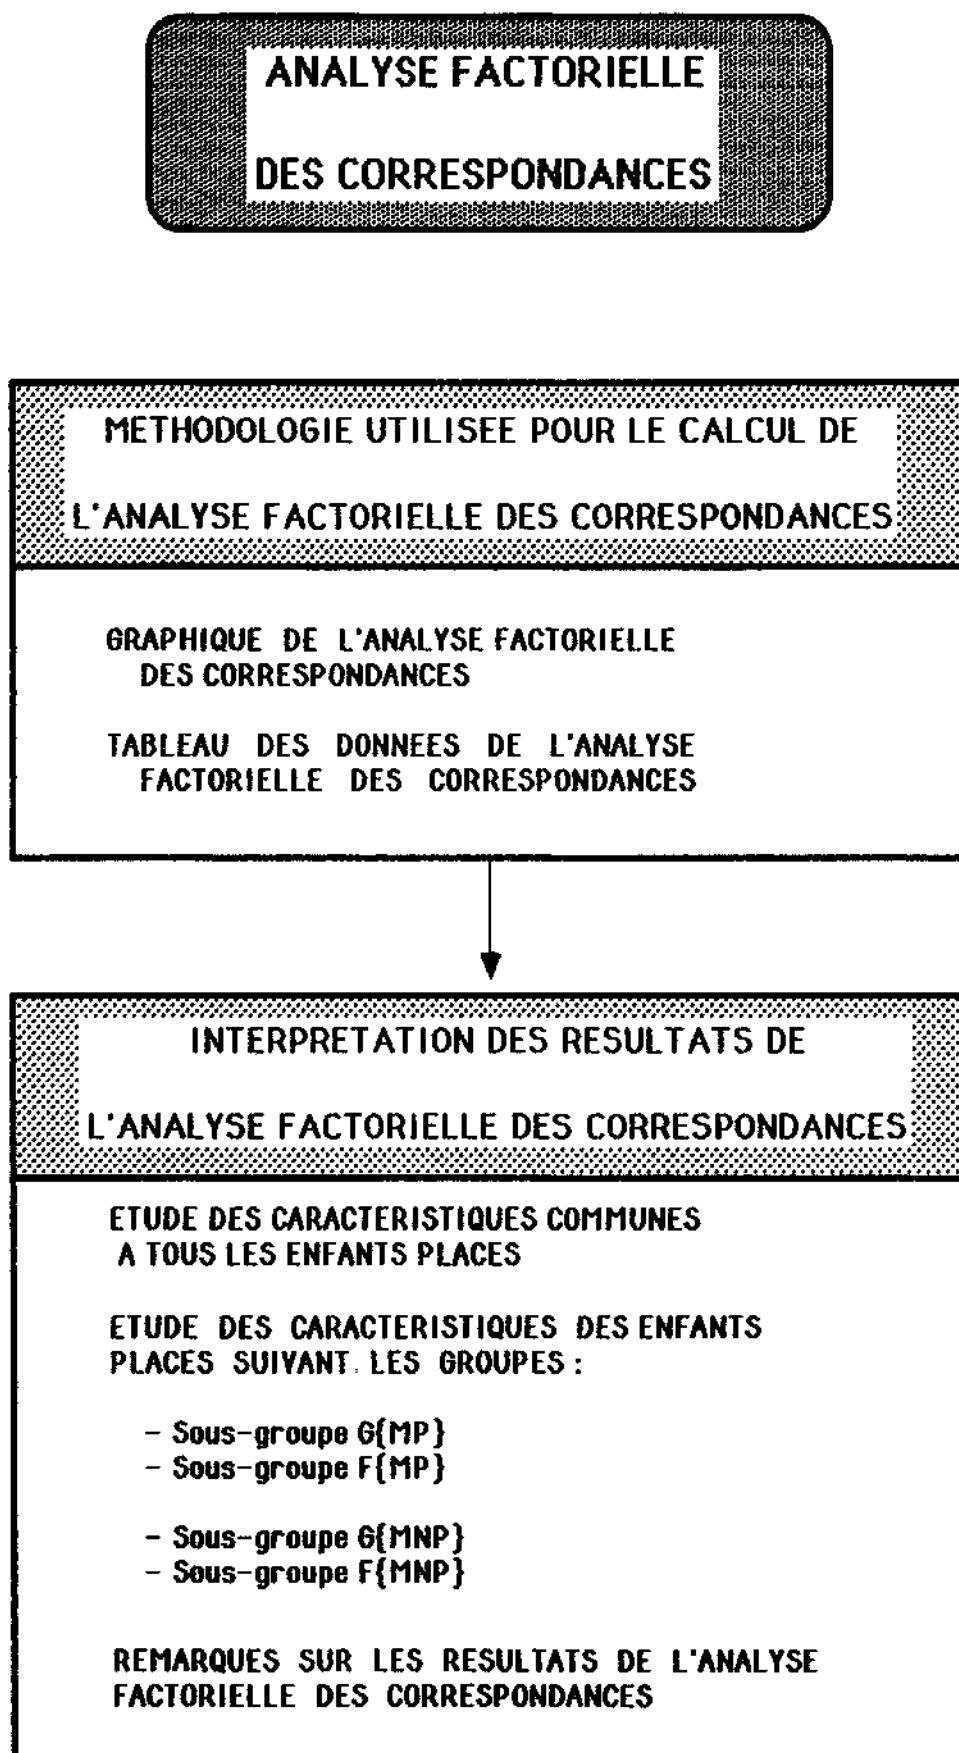 ANALYSE FACTORIELLE
DES CORRESPONDANCES
METHODOLOGIE UTILISEE POUR LE CALCUL DE
L'ANALYSE FACTORIELLE DES CORRESPONDANCES
GRAPHIQUE DE L'ANALYSE FACTORIELLE
DES CORRESPONDANCES
TABLEAU DES DONNEES DE L'ANALYSE
FACTORIELLE DES CORRESPONDANCES
INTERPRETATION DES RESULTATS DE
L'ANALYSE FACTORIELLE DES CORRESPONDANCES
ETUDE DES CARACTERISTIQUES COMMUNES
A TOUS LES ENFANTS PLACES
ETUDE DES CARACTERISTIQUES DES ENFANTS
PLACES SUIVANT LES GROUPES :
- Sous-groupe G{MP}
- Sous-groupe F{MP}
- Sous-groupe G{MNP}
- Sous-groupe F{MNP}
REMARQUES SUR LES RESULTATS DE L'ANALYSE
FACTORIELLE DES CORRESPONDANCES